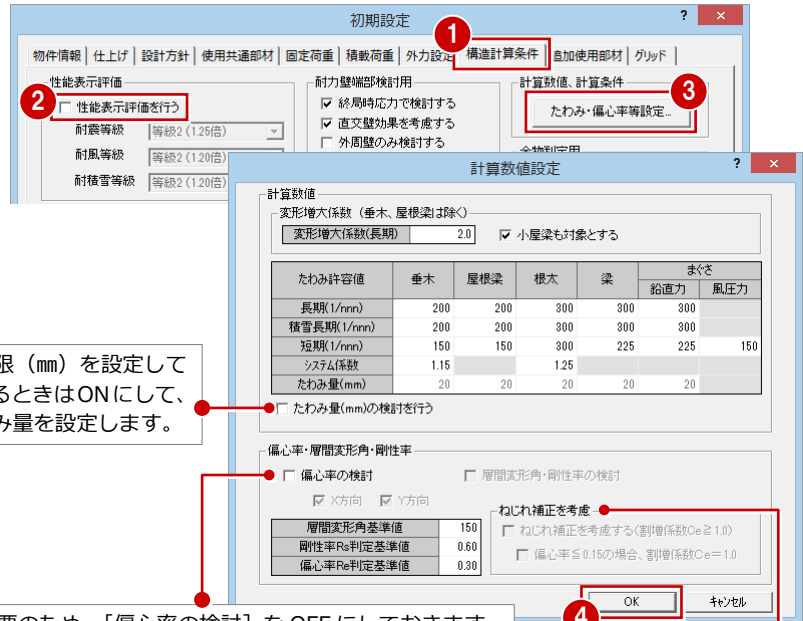 初期設定
? ×
1
物件情報 仕上げ 設計方針 使用共通部材 固定荷重 積載荷重 外力設定 構造計算条件 追加使用部材 グリッド
性能表示評価
2
性能表示評価を行う
耐震等級 等級2 (1.25倍)
耐風等級 等級2 (1.20倍)
耐積雪等級 等級2 (1.20倍)
耐力壁端部検討用
終局時応力で検討する
直交壁効果を考慮する
外周壁のみ検討する
計算数値、計算条件
3
たわみ・偏心率等設定...
計算数値設定
? ×
計算数値
変形増大係数 (垂木、屋根梁は除く)
変形増大係数(長期) 2.0 小屋梁も対象とする
たわみ許容値 垂木 屋根梁 根太 梁 まぐさ
鉛直力 風圧力
長期(1/nnn) 200 200 300 300 300
積雪長期(1/nnn) 200 200 300 300 300
短期(1/nnn) 150 150 300 225 225 150
システム係数 1.15 1.25
たわみ量(mm) 20 20 20 20 20
たわみ量(mm)の検討を行う
限（㎜）を設定して
るときはONにして、
み量を設定します。
偏心率・層間変形角・剛性率
偏心率の検討 層間変形角・剛性率の検討
X方向 Y方向
層間変形角基準値 150
剛性率Rs判定基準値 0.60
偏心率Re判定基準値 0.30
ねじれ補正を考慮
ねじれ補正を考慮する(割増係数Ce≧1.0)
偏心率≦0.15の場合、割増係数Ce=1.0
4
OK キャンセル
要のため、［偏心率の検討］を OFFにしておきます